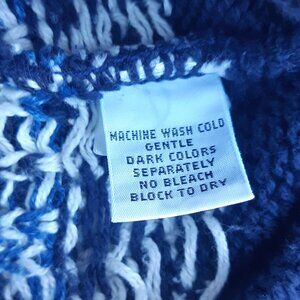 MACHINE WASH COLD
GENTLE
DARK COLORS
SEPARATELY
NO BLEACH
BLOCK TO DRY